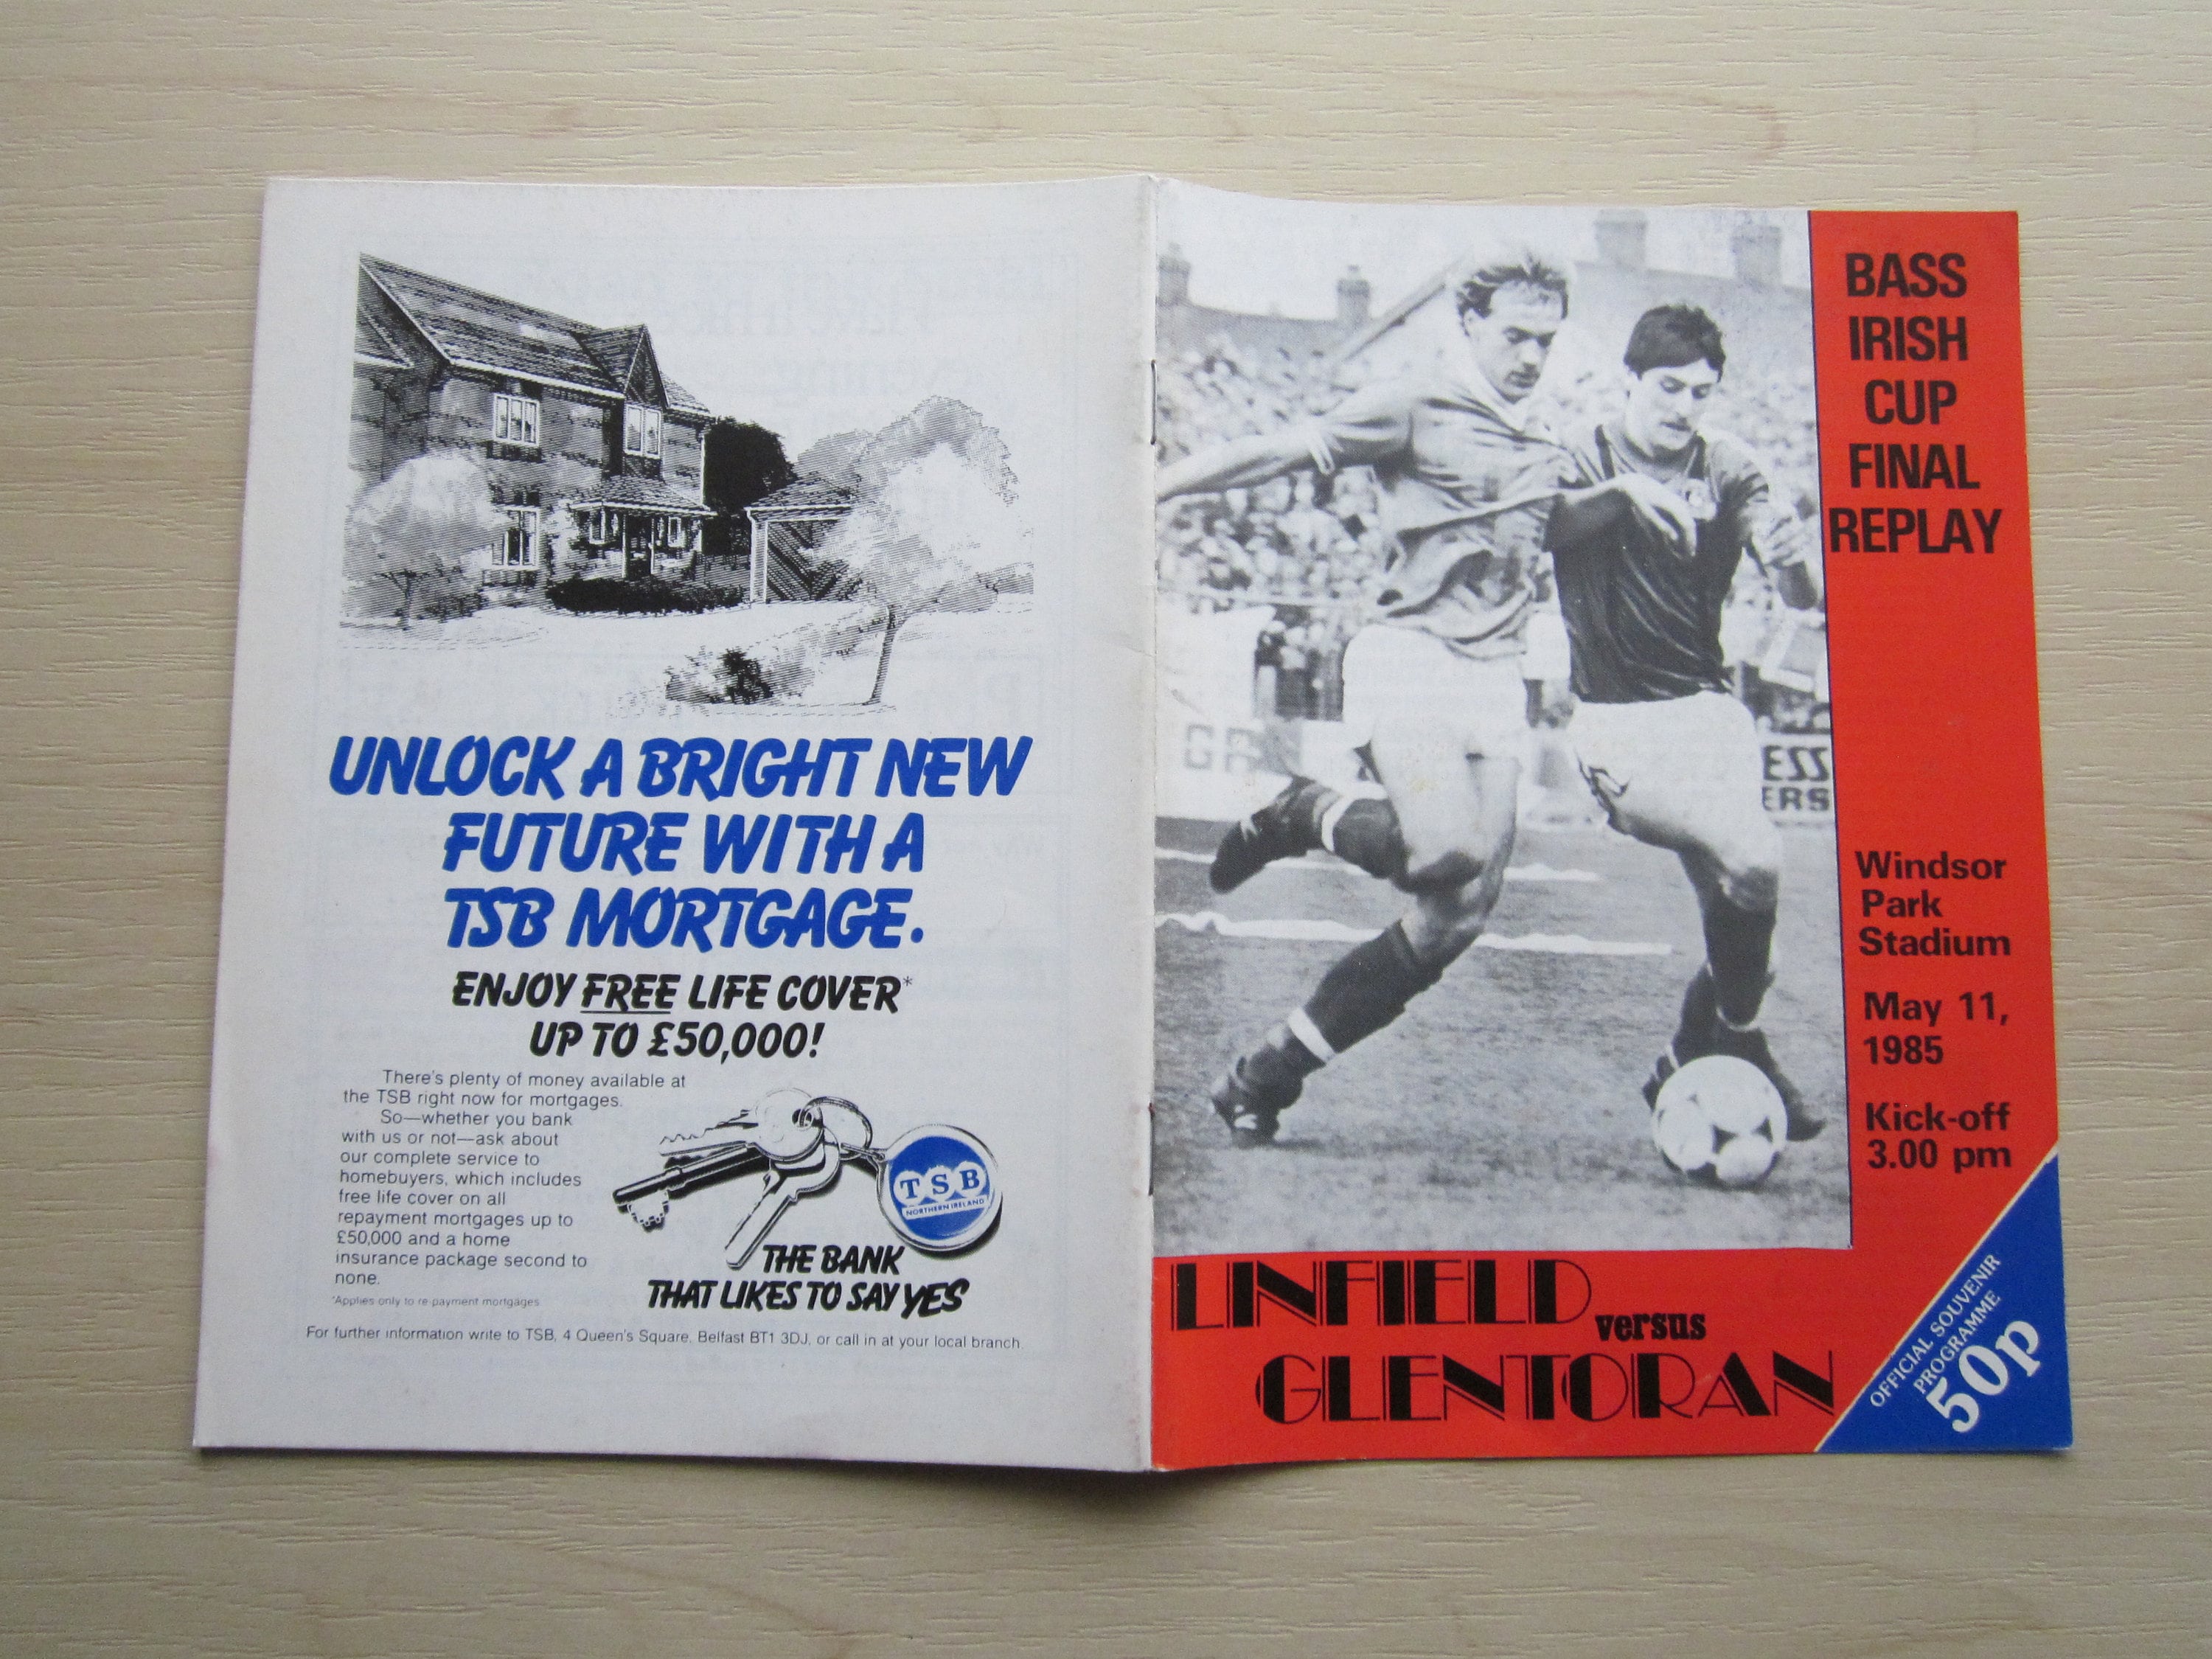 UNLOCK A BRIGHT NEW
FUTURE WITH A
TSB MORTGAGE.
ENJOY FREE LIFE COVER*
UP TO £50,000!
There's plenty of money available at
the TSB right now for mortgages.
So—whether you bank
with us or not—ask about
our complete service to
homebuyers, which includes
free life cover on all
repayment mortgages up to
£50,000 and a home
insurance package second to
none.
*Applies only to re-payment mortgages
TSB
NORTHERN IRELAND
THE BANK
THAT LIKES TO SAY YES
For further information write to TSB, 4 Queen's Square, Belfast BT1 3DJ, or call in at your local branch.
BASS
IRISH
CUP
FINAL
REPLAY
ESS
ERS
Windsor
Park
Stadium
May 11,
1985
Kick-off
3.00 pm
LINFIELD
versus
GLENTORAN
OFFICIAL SOUVENIR
PROGRAMME
50p